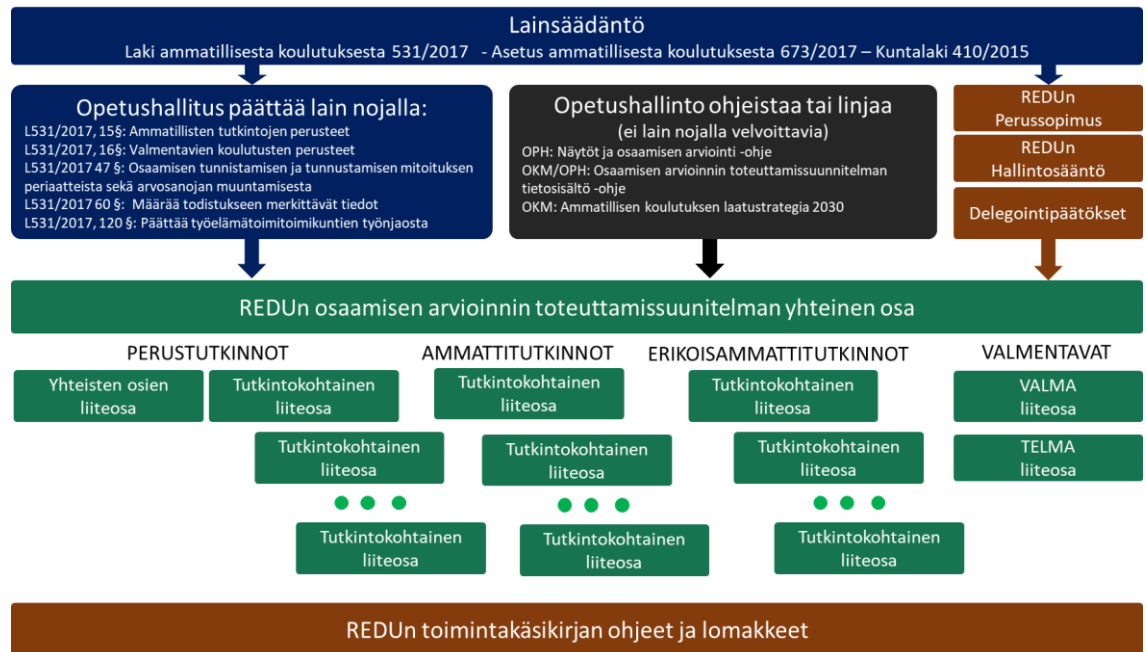 Lainsäädäntö
Laki ammatillisesta koulutuksesta 531/2017 - Asetus ammatillisesta koulutuksesta 673/2017 – Kuntalaki 410/2015
Opetushallitus päättää lain nojalla:
L531/2017, 15§: Ammatillisten tutkintojen perusteet
L531/2017, 16§: Valmentavien koulutusten perusteet
L531/2017 47 §: Osaamisen tunnistamisen ja tunnustamisen mitoituksen
periaatteista sekä arvosanojan muuntamisesta
L531/2017 60 §: Määrää todistukseen merkittävät tiedot
L531/2017, 120 §: Päättää työelämätoimitoimikuntien työnjaosta
Opetushallinto ohjeistaa tai linjaa
(ei lain nojalla velvoittavia)
OPH: Näytöt ja osaamisen arviointi -ohje
OKM/OPH: Osaamisen arvioinnin toteuttamissuunitelman
tietosisältö -ohje
OKM: Ammatillisen koulutuksen laatustrategia 2030
REDUn
Perussopimus
REDUn
Hallintosääntö
Delegointipäätökset
REDUn osaamisen arvioinnin toteuttamissuunitelman yhteinen osa
PERUSTUTKINNOT
AMMATTITUTKINNOT
ERIKOISAMMATTITUTKINNOT
VALMENTAVAT
Yhteisten osien
liiteosa
Tutkintokohtainen
liiteosa
Tutkintokohtainen
liiteosa
Tutkintokohtainen
liiteosa
VALMA
liiteosa
Tutkintokohtainen
liiteosa
Tutkintokohtainen
liiteosa
Tutkintokohtainen
liiteosa
TELMA
liiteosa
Tutkintokohtainen
liiteosa
Tutkintokohtainen
liiteosa
Tutkintokohtainen
liiteosa
REDUn toimintakäsikirjan ohjeet ja lomakkeet